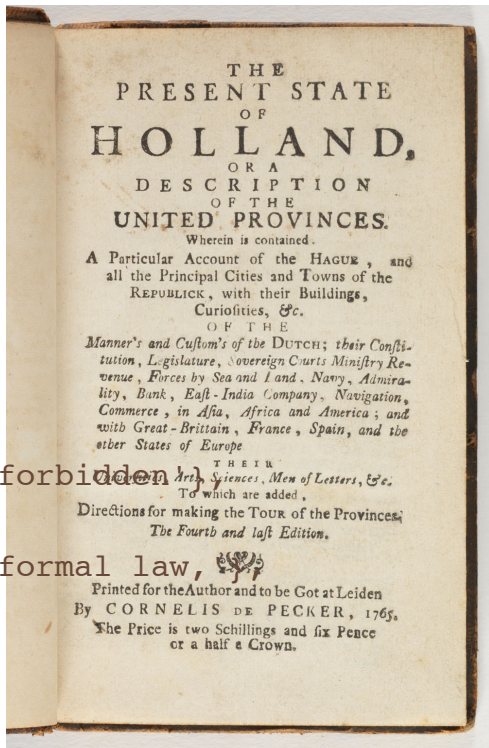 THE
PRESENT STATE
OF
HOLLAND,
OR A
DESCRIPTION
OF THE
UNITED PROVINCES.
Wherein is contained.
A Particular Account of the HAGUE, and
all the Principal Cities and Towns of the
REPUBLICK, with their Buildings,
Curiosities, &c.
OF THE
Manner's and Custom's of the DUTCH; their Consti-
tution, Legislature, Sovereign Courts Ministry Re-
venue, Forces by Sea and Land, Navy, Admira-
lity, Bank, East-India Company, Navigation,
Commerce, in Asia, Africa and America; and
with Great-Brittain, France, Spain, and the
other States of Europe
THEIR
forbidden'),
Arts, Sciences, Men of Letters, &c.
To which are added,
Directions for making the TOUR of the Provinces;
The Fourth and last Edition.
formal law, '),
Printed for the Author and to be Got at Leiden
By CORNELIS DE PECKER, 1765.
The Price is two Schillings and six Pence
or a half a Crown.